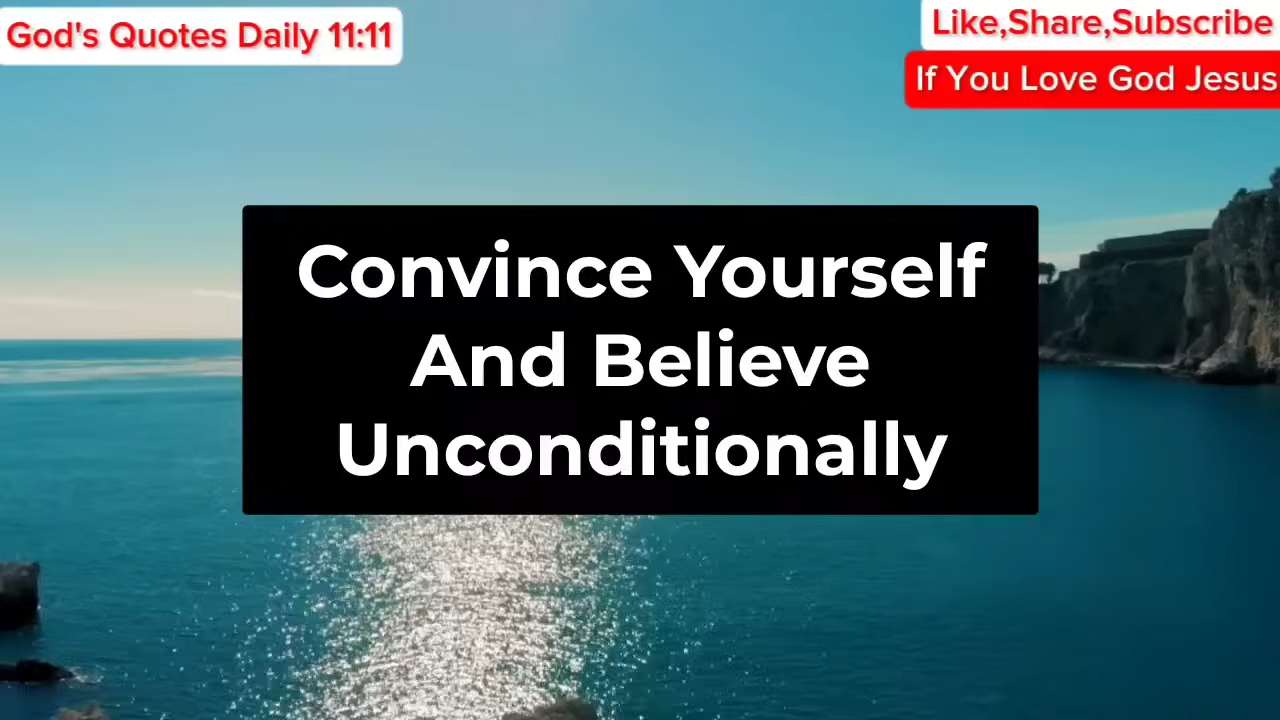 God's Quotes Daily 11:11
Like,Share,Subscribe
If You Love God Jesus
Convince Yourself
And Believe
Unconditionally